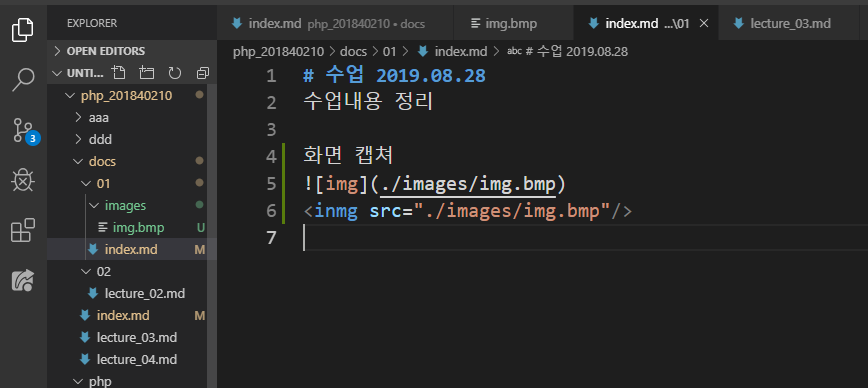 EXPLORER
index.md php_201840210 • docs
img.bmp
index.md ...\01
lecture_03.md
OPEN EDITORS
php_201840210 > docs > 01 > index.md > abc # 수업 2019.08.28
UNTI...
php_201840210
aaa
ddd
docs
01
images
img.bmp U
index.md M
02
lecture_02.md
index.md M
lecture_03.md
lecture_04.md
php
3
1 # 수업 2019.08.28
2 수업내용 정리
3
4 화면 캡쳐
5 ![img](./images/img.bmp)
6 <inmg src="./images/img.bmp"/>
7